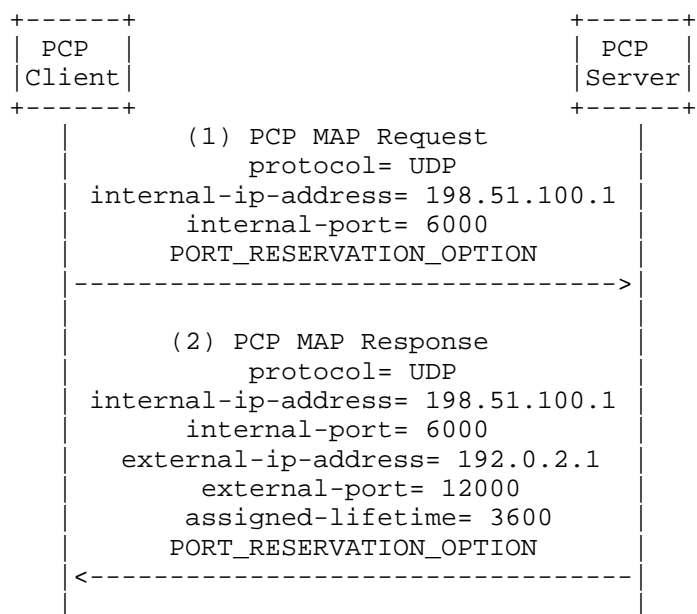 PCP PCP
Client Server
(1) PCP MAP Request
protocol= UDP
internal-ip-address= 198.51.100.1
internal-port= 6000
PORT_RESERVATION_OPTION
(2) PCP MAP Response
protocol= UDP
internal-ip-address= 198.51.100.1
internal-port= 6000
external-ip-address= 192.0.2.1
external-port= 12000
assigned-lifetime= 3600
PORT_RESERVATION_OPTION